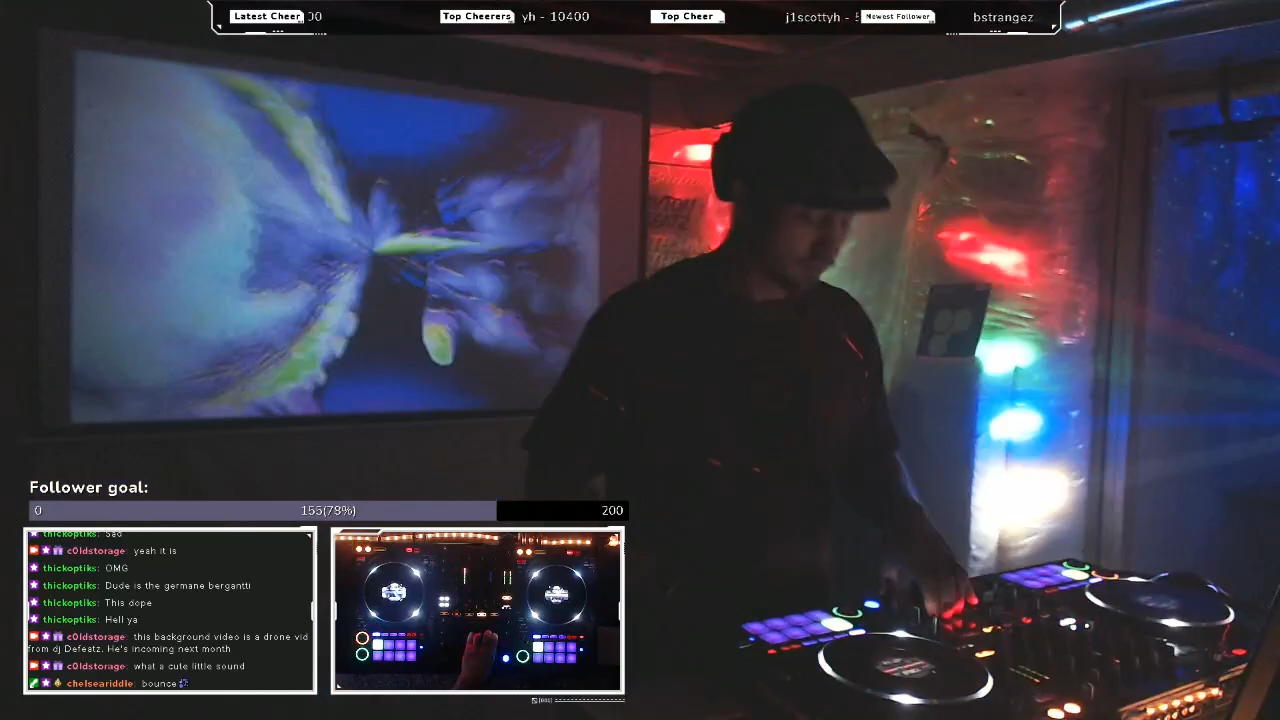 Latest Cheer 00 Top Cheerers yh - 10400 Top Cheer j1scottyh - Newest Follower bstrangez
Follower goal:
0 155(78%) 200
thickoptiks: Sad
c0ldstorage: yeah it is
thickoptiks: OMG
thickoptiks: Dude is the germane bergantti
thickoptiks: This dope
thickoptiks: Hell ya
c0ldstorage: this background video is a drone vid
from dj Defeatz. He's incoming next month
c0ldstorage: what a cute little sound
chelseariddle: bounce